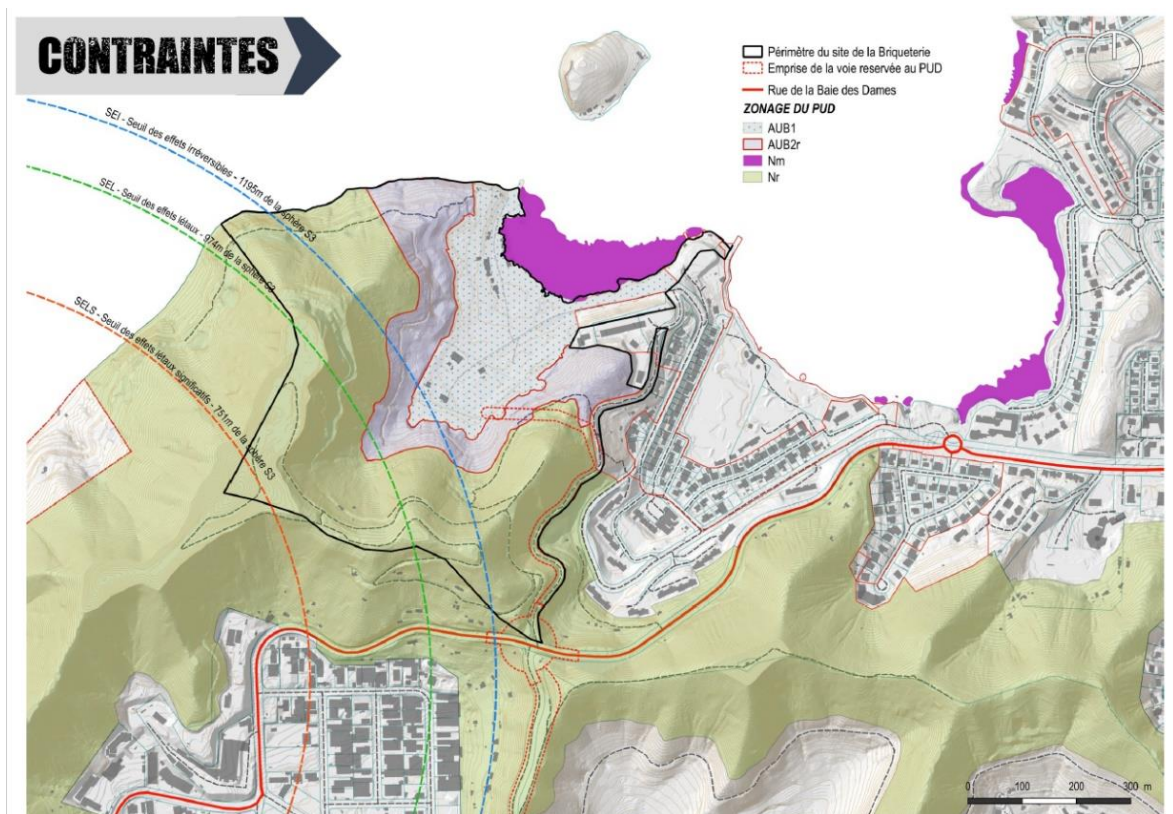 CONTRAINTES
Périmètre du site de la Briqueterie
Emprise de la voie reservée au PUD
Rue de la Baie des Dames
ZONAGE DU PUD
AUB1
AUB2r
Nm
Nr
SEI - Seuil des effets irréversibles - 1195m de la sphère S3
SEL - Seuil des effets létaux - 974m de la sphère S3
SELS - Seuil des effets létaux significatifs - 751m de la sphère S3
0 100 200 300 m